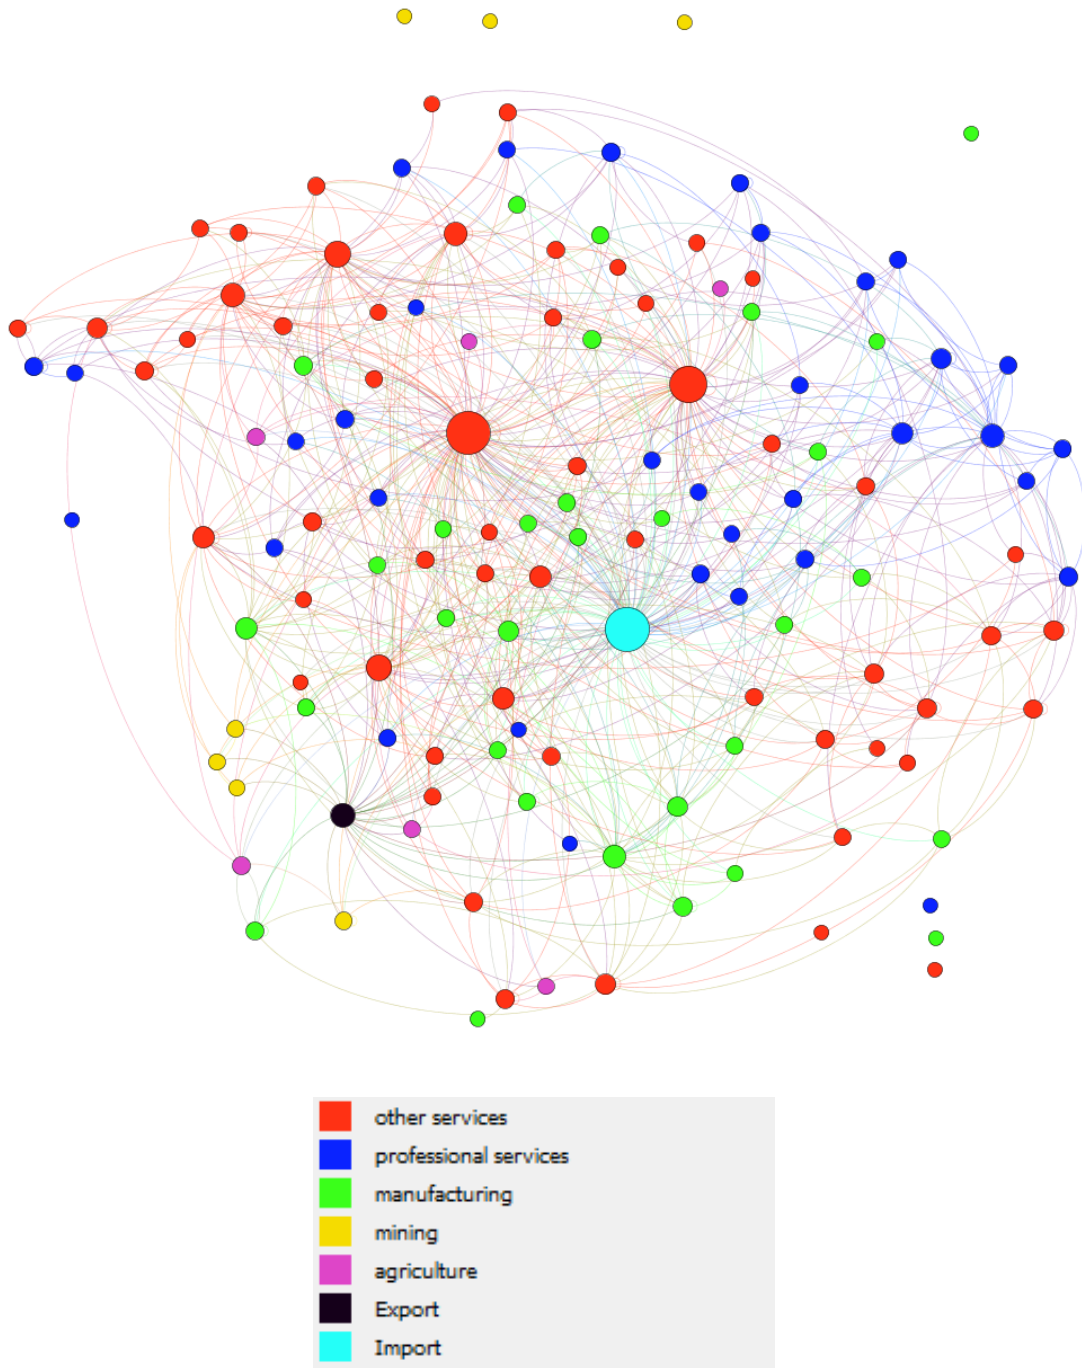 other services
professional services
manufacturing
mining
agriculture
Export
Import